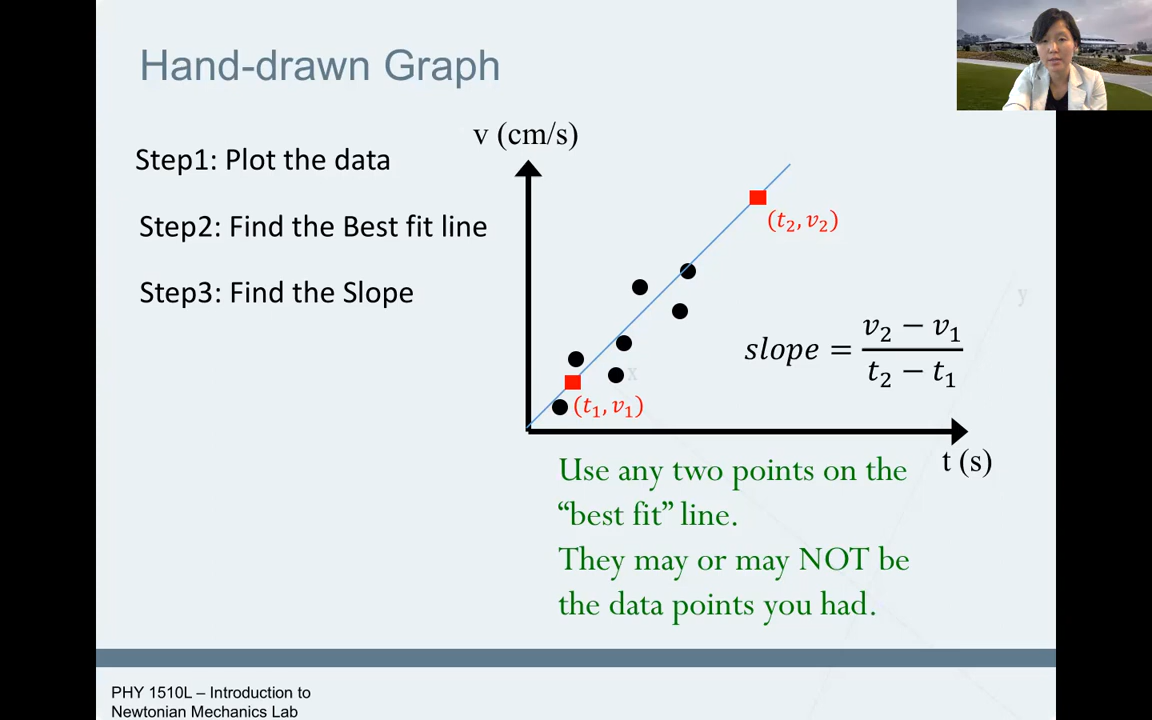 Hand-drawn Graph
Step1: Plot the data
Step2: Find the Best fit line
Step3: Find the Slope
v (cm/s)
(t₂, v₂)
y
slope = (v₂ − v₁)/(t₂ − t₁)
x
(t₁, v₁)
t (s)
Use any two points on the
“best fit” line.
They may or may NOT be
the data points you had.
PHY 1510L – Introduction to
Newtonian Mechanics Lab